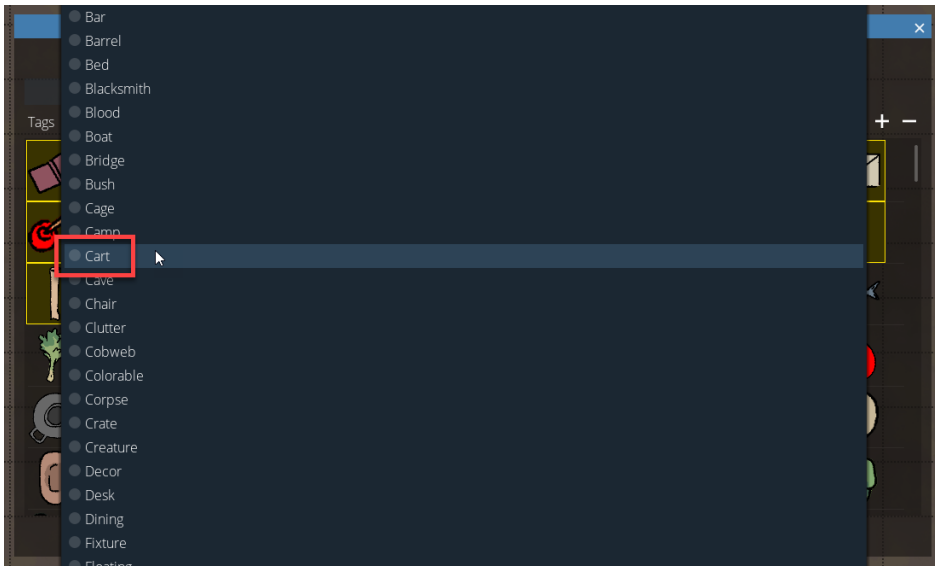 Bar
Barrel
Bed
Blacksmith
Blood
Boat
Tags
Bridge
Bush
Cage
Camp
Cart
Cave
Chair
Clutter
Cobweb
Colorable
Corpse
Crate
Creature
Decor
Desk
Dining
Fixture
Floating